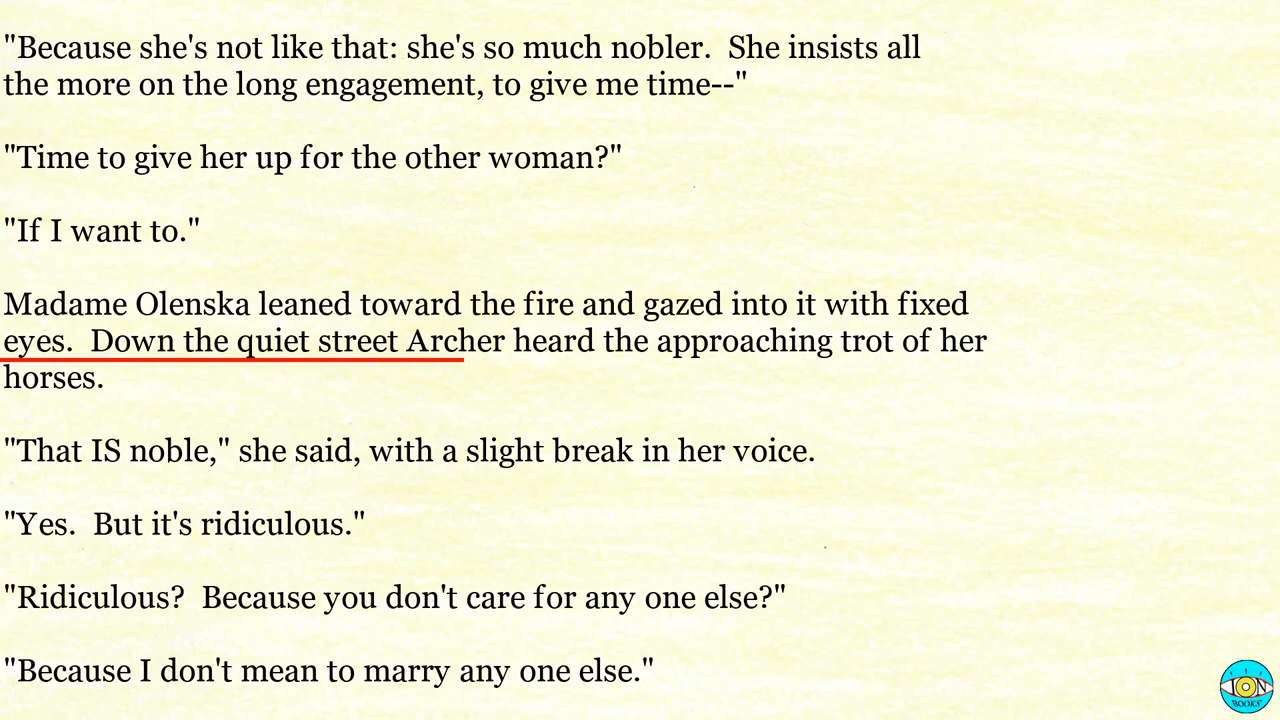 "Because she's not like that: she's so much nobler.  She insists all
the more on the long engagement, to give me time--"
"Time to give her up for the other woman?"
"If I want to."
Madame Olenska leaned toward the fire and gazed into it with fixed
eyes.  Down the quiet street Archer heard the approaching trot of her
horses.
"That IS noble," she said, with a slight break in her voice.
"Yes.  But it's ridiculous."
"Ridiculous?  Because you don't care for any one else?"
"Because I don't mean to marry any one else."
ION
BOOKS